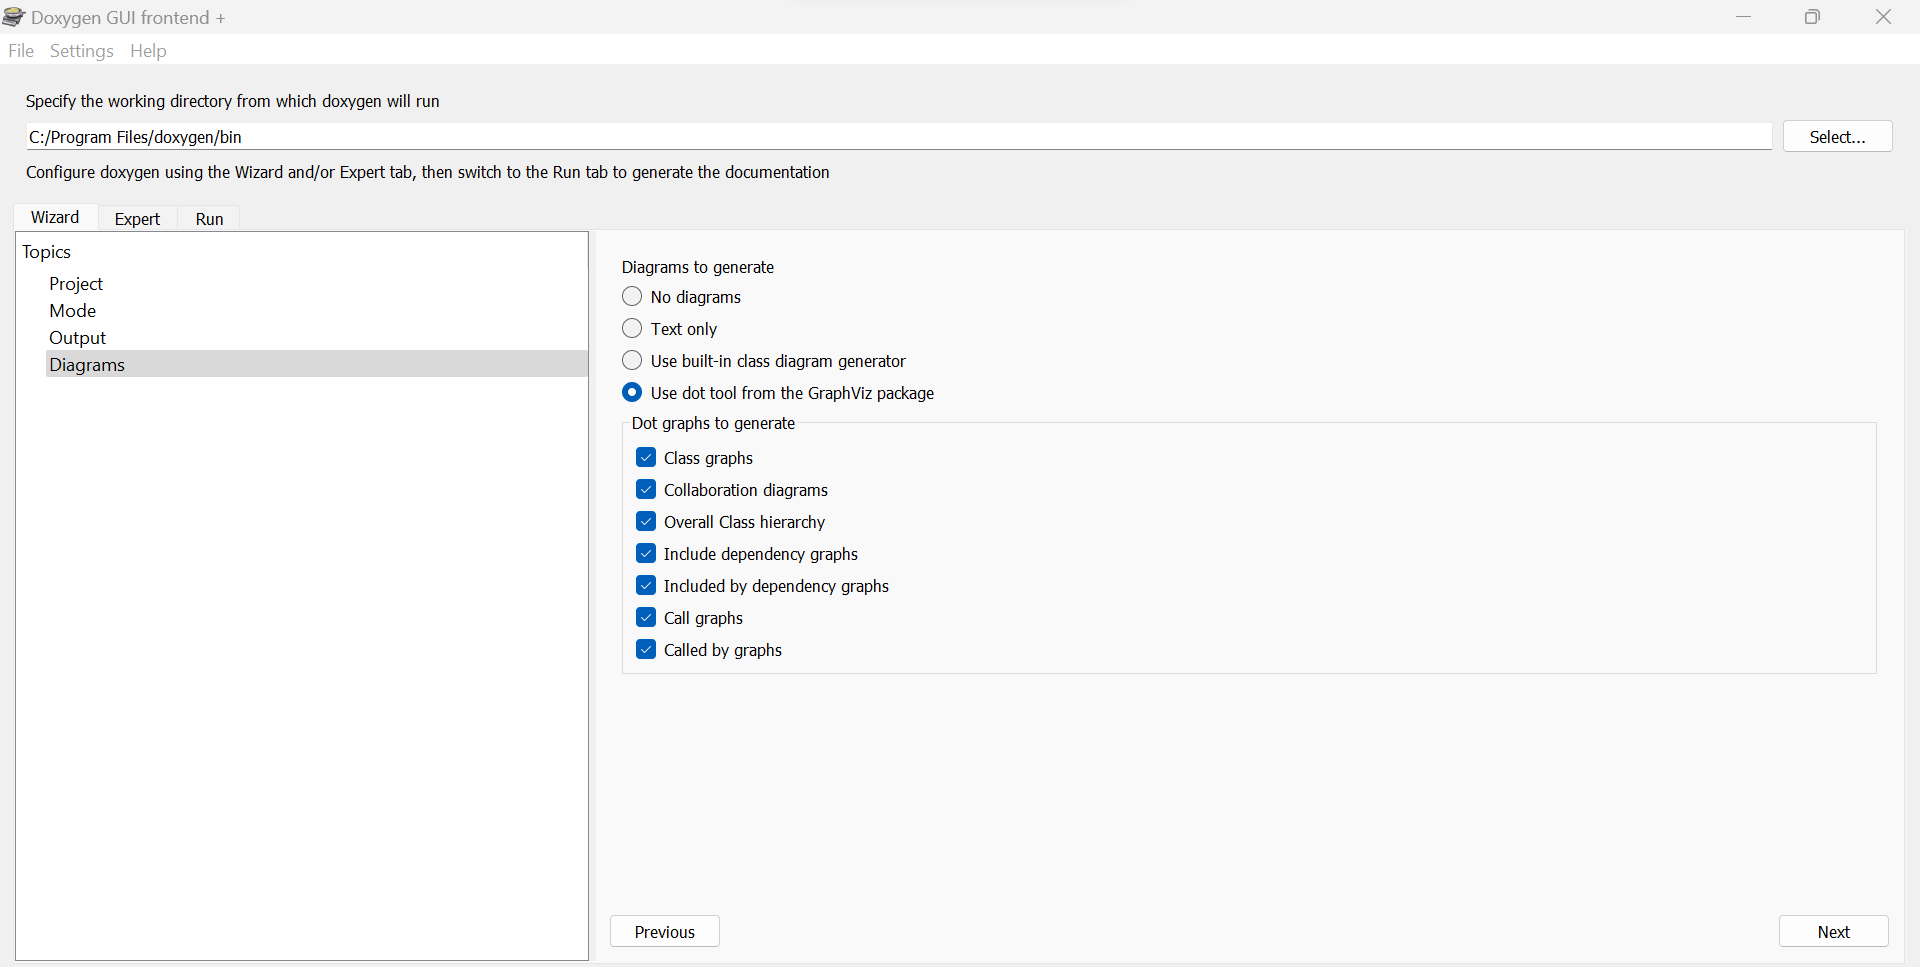 Doxygen GUI frontend +
File Settings Help
Specify the working directory from which doxygen will run
C:/Program Files/doxygen/bin
Select...
Configure doxygen using the Wizard and/or Expert tab, then switch to the Run tab to generate the documentation
Wizard Expert Run
Topics
Project
Mode
Output
Diagrams
Diagrams to generate
No diagrams
Text only
Use built-in class diagram generator
Use dot tool from the GraphViz package
Dot graphs to generate
Class graphs
Collaboration diagrams
Overall Class hierarchy
Include dependency graphs
Included by dependency graphs
Call graphs
Called by graphs
Previous
Next